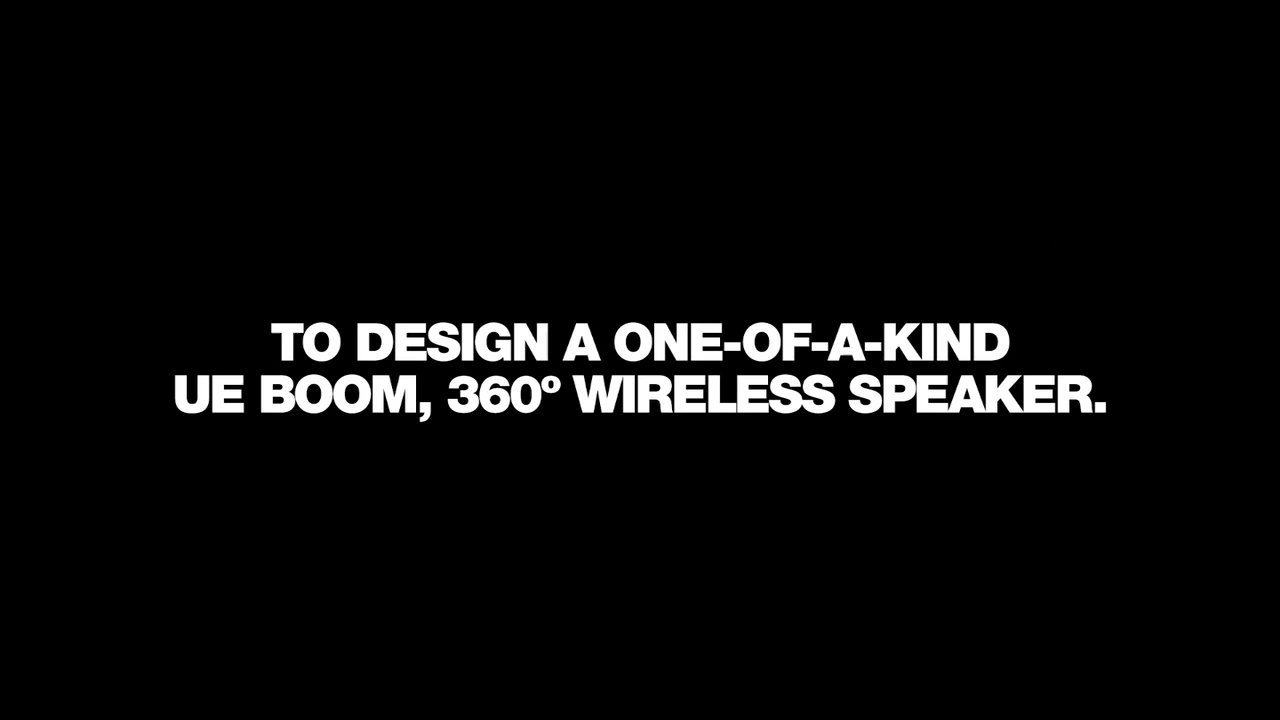 TO DESIGN A ONE-OF-A-KIND
UE BOOM, 360º WIRELESS SPEAKER.